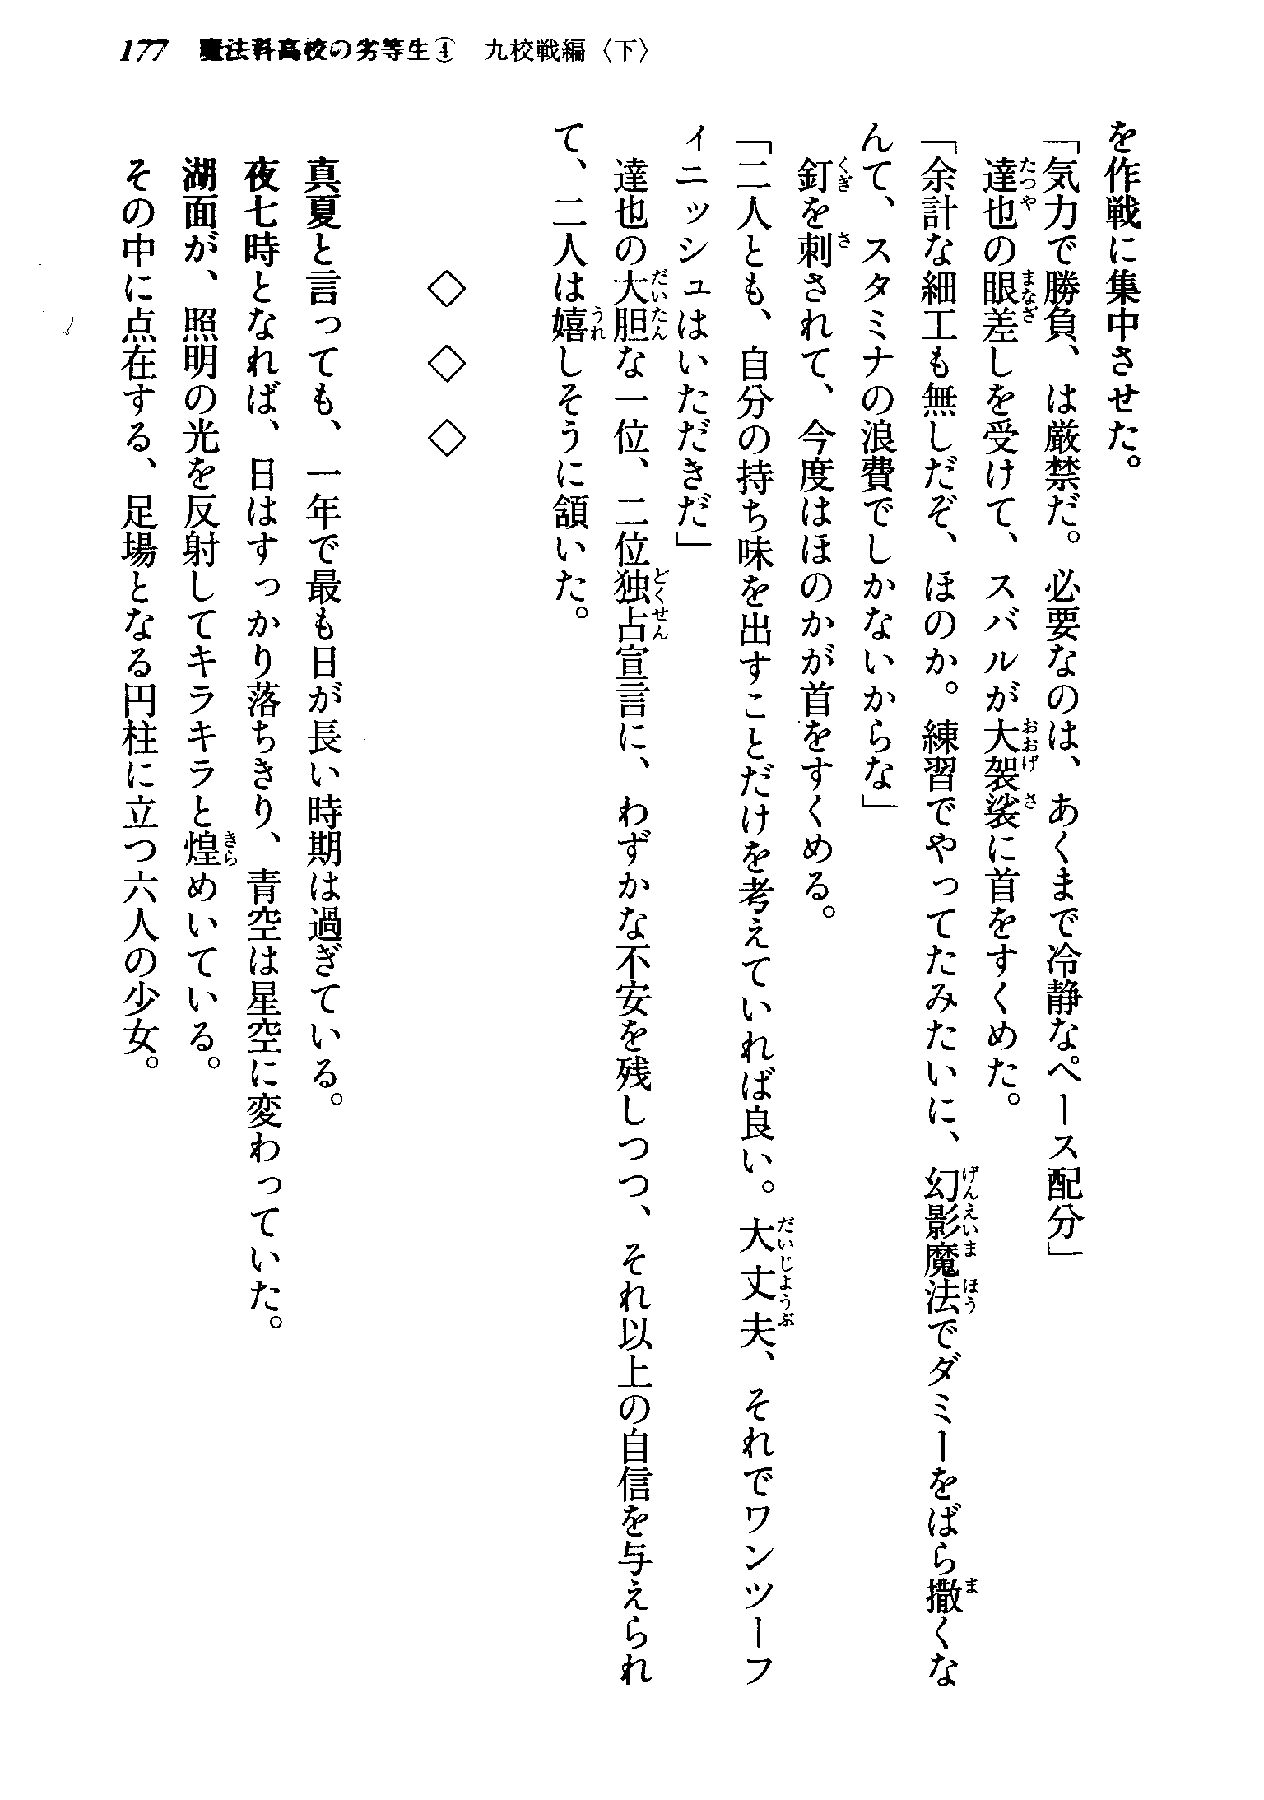 177　魔法科高校の劣等生④　九校戦編〈下〉
を作戦に集中させた。
「気力で勝負、は厳禁だ。必要なのは、あくまで冷静なペース配分」
達也の眼差しを受けて、スバルが大袈裟に首をすくめた。
「余計な細工も無しだぞ、ほのか。練習でやってたみたいに、幻影魔法でダミーをばら撒くな
んて、スタミナの浪費でしかないからな」
釘を刺されて、今度はほのかが首をすくめる。
「二人とも、自分の持ち味を出すことだけを考えていれば良い。大丈夫、それでワンツーフ
ィニッシュはいただきだ」
達也の大胆な一位、二位独占宣言に、わずかな不安を残しつつ、それ以上の自信を与えられ
て、二人は嬉しそうに頷いた。
◇　◇　◇
真夏と言っても、一年で最も日が長い時期は過ぎている。
夜七時となれば、日はすっかり落ちきり、青空は星空に変わっていた。
湖面が、照明の光を反射してキラキラと煌めいている。
その中に点在する、足場となる円柱に立つ六人の少女。